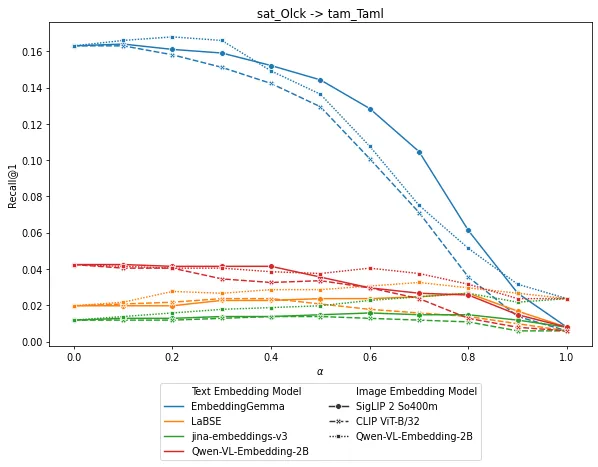 sat_Olck -> tam_Taml
0.16
0.14
0.12
0.10
0.08
0.06
0.04
0.02
0.00
Recall@1
0.0 0.2 0.4 0.6 0.8 1.0
α
Text Embedding Model Image Embedding Model
EmbeddingGemma SigLIP 2 So400m
LaBSE CLIP ViT-B/32
jina-embeddings-v3 Qwen-VL-Embedding-2B
Qwen-VL-Embedding-2B